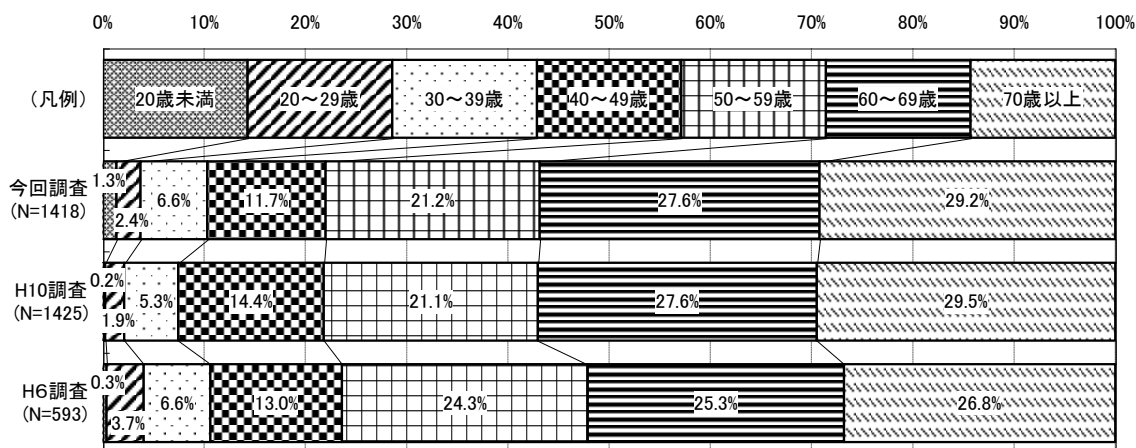 0% 10% 20% 30% 40% 50% 60% 70% 80% 90% 100%
(凡例) 20歳未満 20～29歳 30～39歳 40～49歳 50～59歳 60～69歳 70歳以上
今回調査
(N=1418)
1.3% 2.4% 6.6% 11.7% 21.2% 27.6% 29.2%
H10調査
(N=1425)
0.2% 1.9% 5.3% 14.4% 21.1% 27.6% 29.5%
H6調査
(N=593)
0.3% 3.7% 6.6% 13.0% 24.3% 25.3% 26.8%